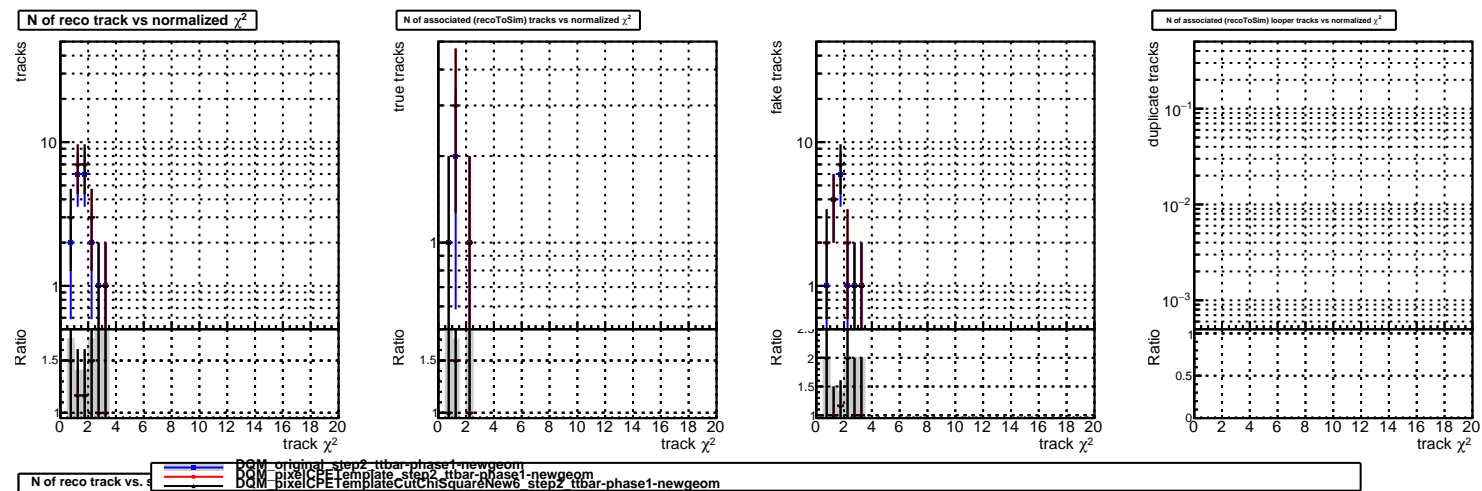 N of reco track vs normalized χ²
N of associated (recoToSim) tracks vs normalized χ²
N of associated (recoToSim) looper tracks vs normalized χ²
tracks
10
1
Ratio
1.5
1
0 2 4 6 8 10 12 14 16 18 20
track χ²
true tracks
1
Ratio
1.5
1
0 2 4 6 8 10 12 14 16 18 20
track χ²
fake tracks
10
1
Ratio
2.5
2
1.5
1
0 2 4 6 8 10 12 14 16 18 20
track χ²
duplicate tracks
10⁻¹
10⁻²
10⁻³
Ratio
1
0.5
0
0 2 4 6 8 10 12 14 16 18 20
track χ²
N of reco track vs. s
DQM_original_step2_ttbar-phase1-newgeom
DQM_pixelCPETemplate_step2_ttbar-phase1-newgeom
DQM_pixelCPETemplateCutChiSquareNew6_step2_ttbar-phase1-newgeom